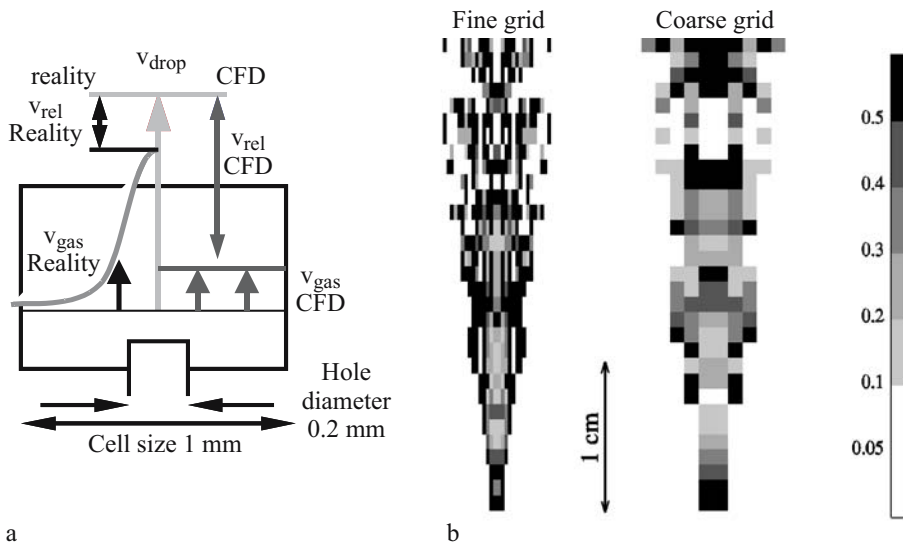 v_drop
reality
CFD
v_rel
Reality
v_rel
CFD
v_gas
Reality
v_gas
CFD
Hole
diameter
0.2 mm
Cell size 1 mm
a
Fine grid
Coarse grid
1 cm
0.5
0.4
0.3
0.2
0.1
0.05
b